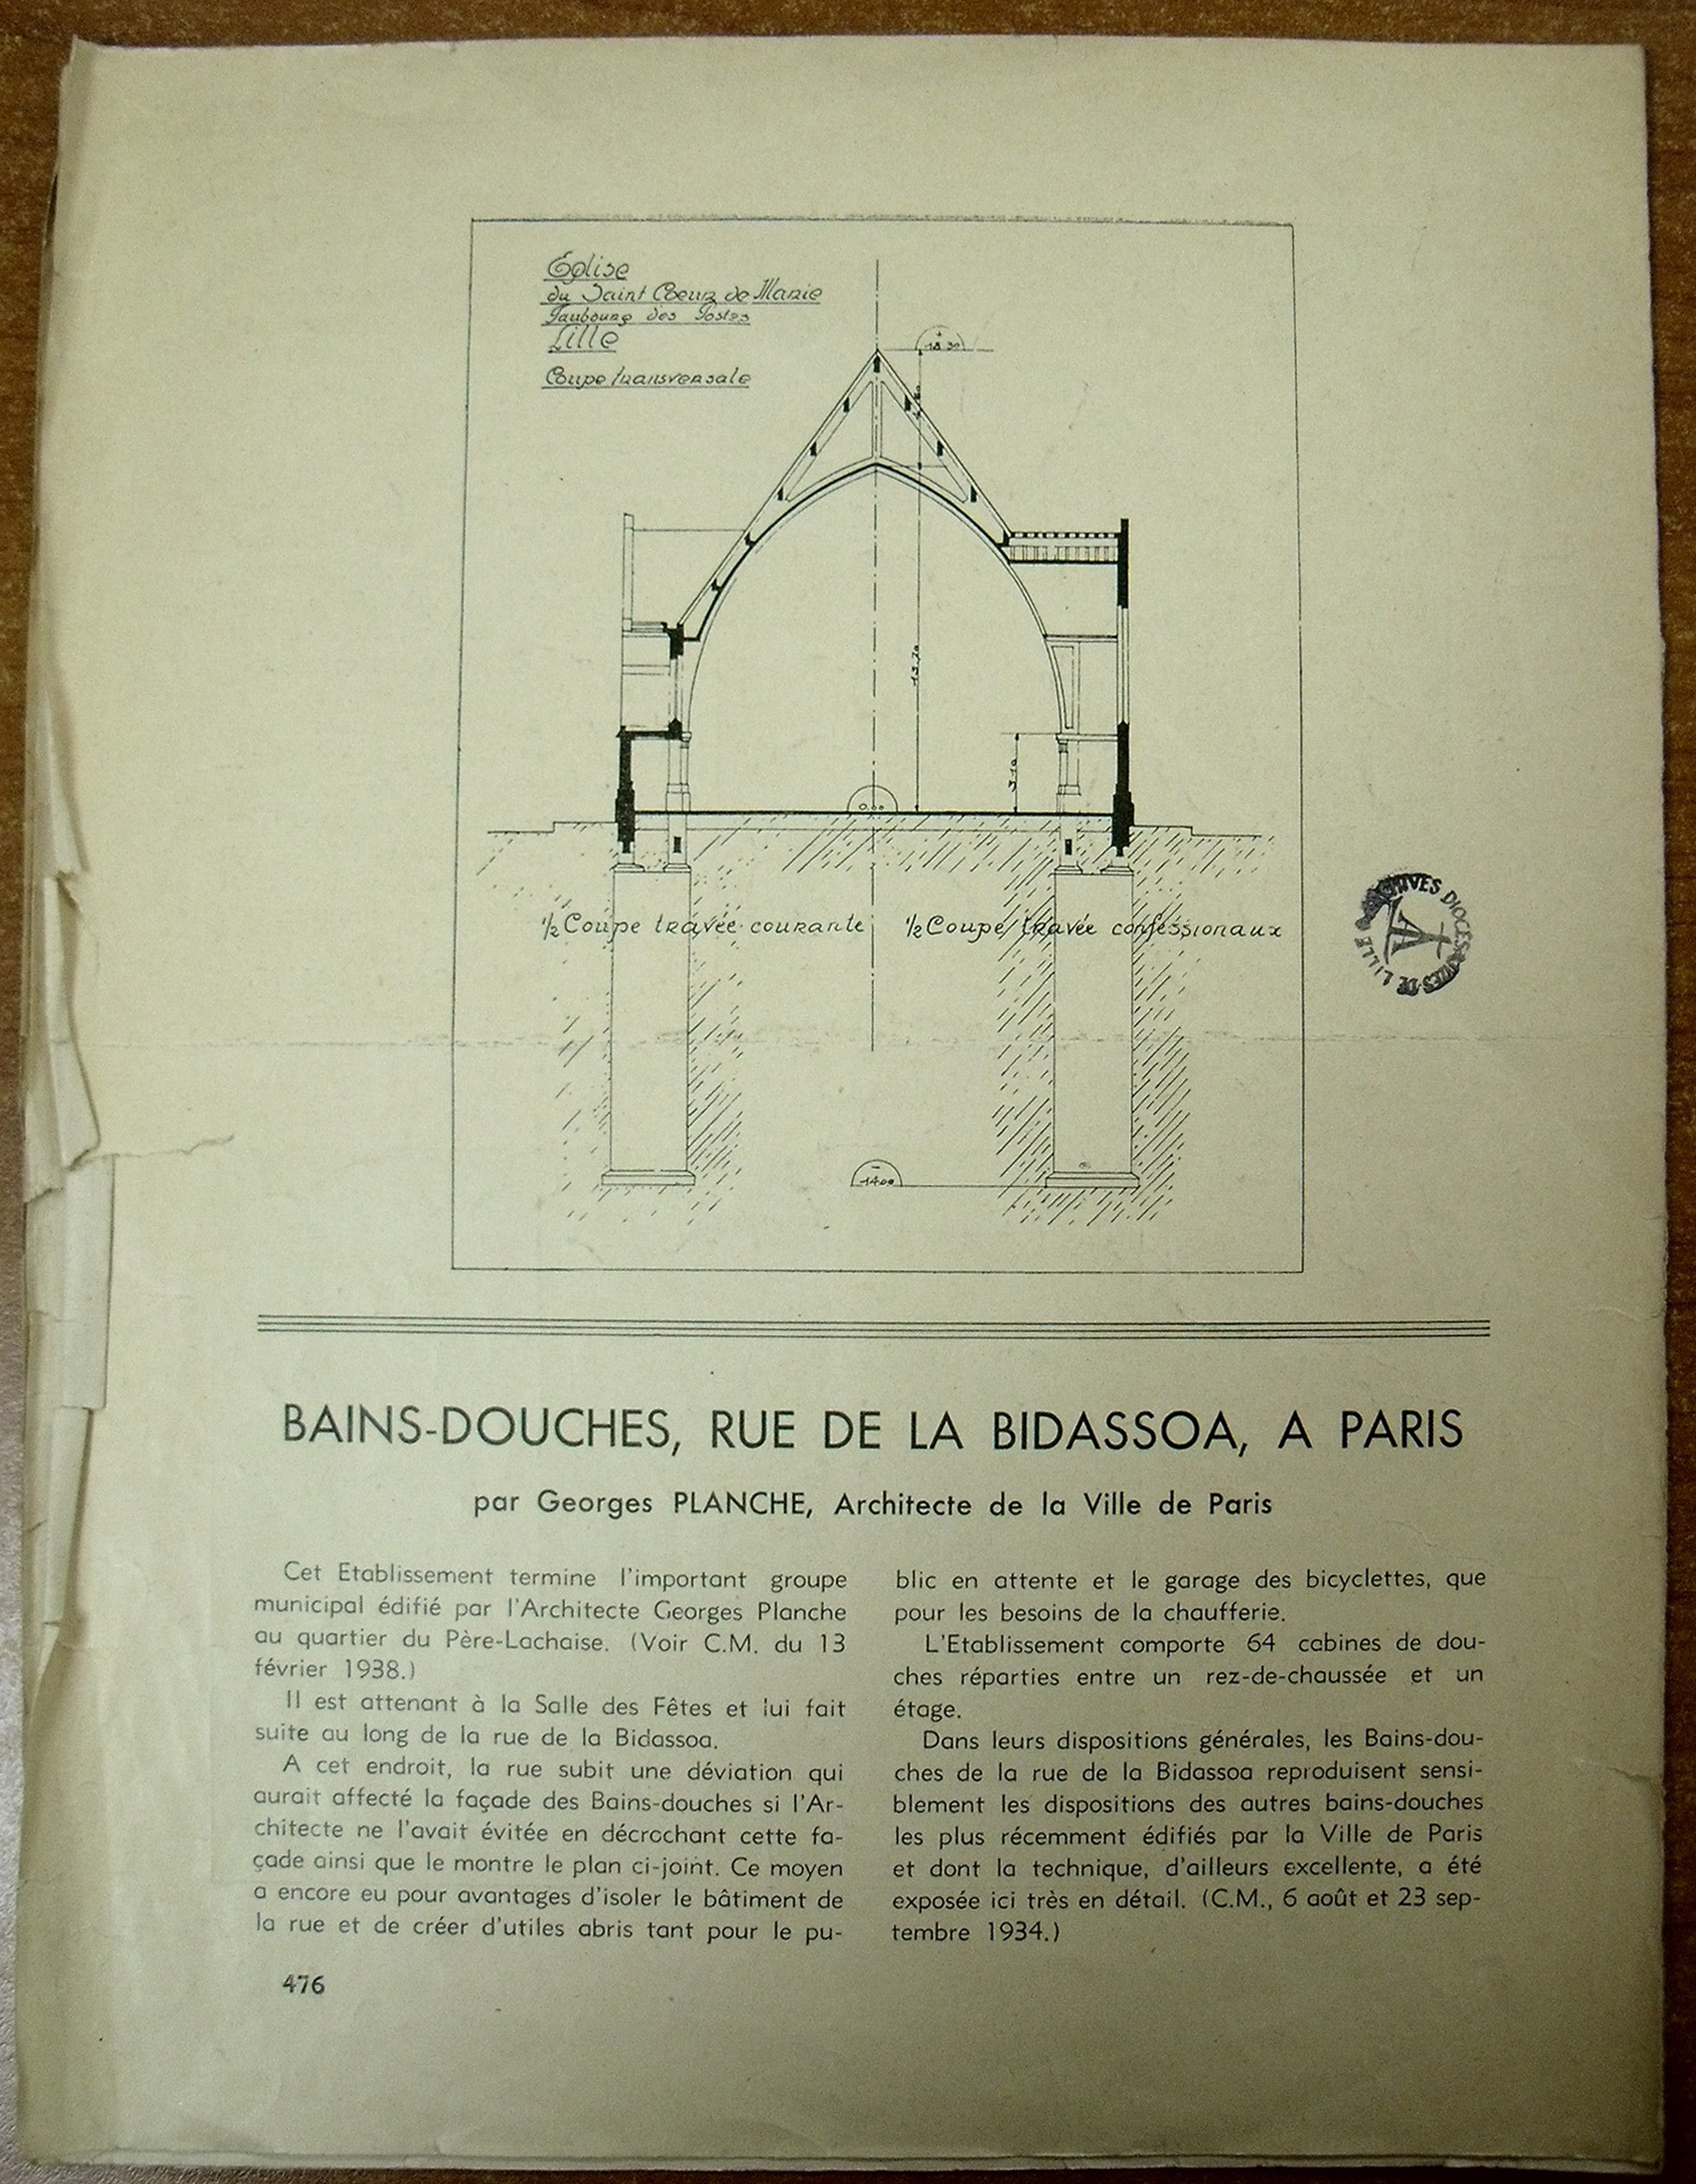 Eglise
du Saint Coeur de Marie
Faubourg des Postes
Lille
Coupe transversale
+
18.30
13.70
3.10
0.00
½ Coupe travée courante
½ Coupe travée confessionaux
ARCHIVES DIOCÉSAINES DE LILLE
A
-
14.00
BAINS-DOUCHES, RUE DE LA BIDASSOA, A PARIS
par Georges PLANCHE, Architecte de la Ville de Paris
Cet Etablissement termine l'important groupe
municipal édifié par l'Architecte Georges Planche
au quartier du Père-Lachaise. (Voir C.M. du 13
février 1938.)
Il est attenant à la Salle des Fêtes et lui fait
suite au long de la rue de la Bidassoa.
A cet endroit, la rue subit une déviation qui
aurait affecté la façade des Bains-douches si l'Ar-
chitecte ne l'avait évitée en décrochant cette fa-
çade ainsi que le montre le plan ci-joint. Ce moyen
a encore eu pour avantages d'isoler le bâtiment de
la rue et de créer d'utiles abris tant pour le pu-
blic en attente et le garage des bicyclettes, que
pour les besoins de la chaufferie.
L'Etablissement comporte 64 cabines de dou-
ches réparties entre un rez-de-chaussée et un
étage.
Dans leurs dispositions générales, les Bains-dou-
ches de la rue de la Bidassoa reproduisent sensi-
blement les dispositions des autres bains-douches
les plus récemment édifiés par la Ville de Paris
et dont la technique, d'ailleurs excellente, a été
exposée ici très en détail. (C.M., 6 août et 23 sep-
tembre 1934.)
476